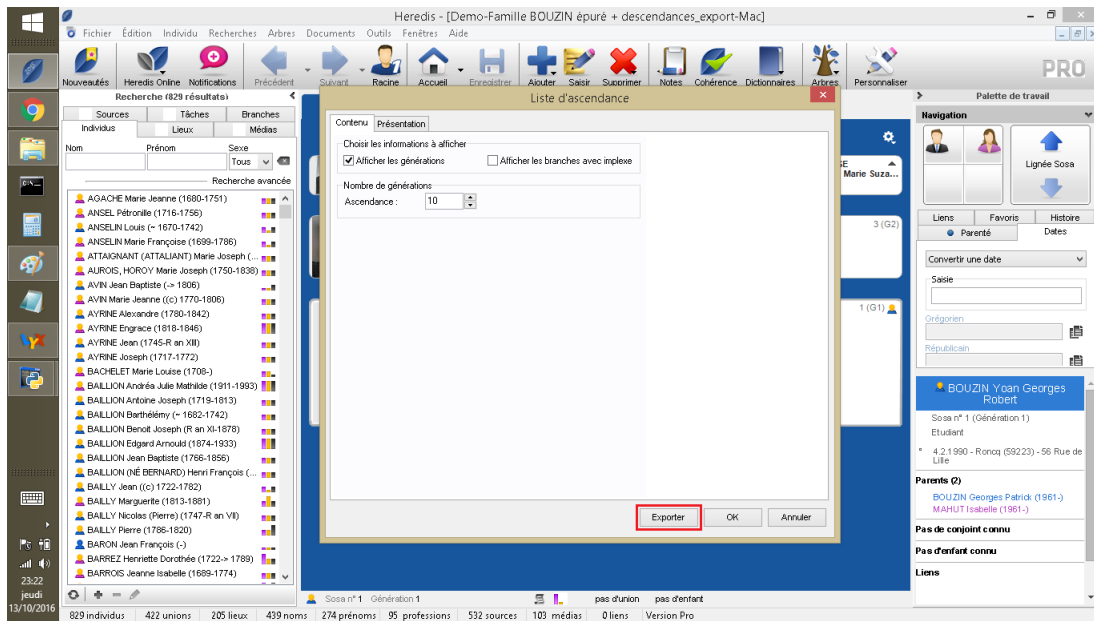 Heredis - [Demo-Famille BOUZIN épuré + descendances_export-Mac]
Fichier Édition Individu Recherches Arbres Documents Outils Fenêtres Aide
Nouveautés Heredis Online Notifications Précédent Suivant Racine Accueil Enregistrer Ajouter Saisir Supprimer Notes Cohérence Dictionnaires Arbres Personnaliser
PRO
Recherche (829 résultats)
Sources Tâches Branches
Individus Lieux Médias
Nom Prénom Sexe
Tous
Recherche avancée
AGACHE Marie Jeanne (1680-1751)
ANSEL Pétronille (1716-1756)
ANSELIN Louis (~ 1670-1742)
ANSELIN Marie Françoise (1699-1786)
ATTAIGNANT (ATTALIANT) Marie Joseph (...
AUROIS, HOROY Marie Joseph (1750-1838)
AVIN Jean Baptiste (-> 1806)
AVIN Marie Jeanne ((c) 1770-1806)
AYRINE Alexandre (1780-1842)
AYRINE Engrace (1818-1846)
AYRINE Jean (1745-R an XIII)
AYRINE Joseph (1717-1772)
BACHELET Marie Louise (1708-)
BAILLION Andréa Julie Mathilde (1911-1993)
BAILLION Antoine Joseph (1719-1813)
BAILLION Barthélémy (~ 1682-1742)
BAILLION Benoit Joseph (R an XI-1878)
BAILLION Edgard Arnould (1874-1933)
BAILLION Jean Baptiste (1766-1856)
BAILLION (NÉ BERNARD) Henri François (...
BAILLY Jean ((c) 1722-1782)
BAILLY Marguerite (1813-1881)
BAILLY Nicolas (Pierre) (1747-R an VII)
BAILLY Pierre (1786-1820)
BARON Jean François (-)
BARREZ Henriette Dorothée (1722-> 1789)
BARROIS Jeanne Isabelle (1689-1774)
Liste d'ascendance
Contenu Présentation
Choisir les informations à afficher
Afficher les générations Afficher les branches avec implexe
Nombre de générations
Ascendance : 10
Exporter OK Annuler
SE
Marie Suza...
3 (G2)
1 (G1)
Palette de travail
Navigation
Lignée Sosa
Liens Favoris Histoire
Parenté Dates
Convertir une date
Saisie
Grégorien
Républicain
BOUZIN Yoan Georges
Robert
Sosa n° 1 (Génération 1)
Etudiant
° 4.2.1990 - Roncq (59223) - 56 Rue de
Lille
Parents (2)
BOUZIN Georges Patrick (1961-)
MAHUT Isabelle (1961-)
Pas de conjoint connu
Pas d'enfant connu
Liens
Sosa n° 1 Génération 1 pas d'union pas d'enfant
829 individus 422 unions 205 lieux 439 noms 274 prénoms 95 professions 532 sources 103 médias 0 liens Version Pro
23:22
jeudi
13/10/2016